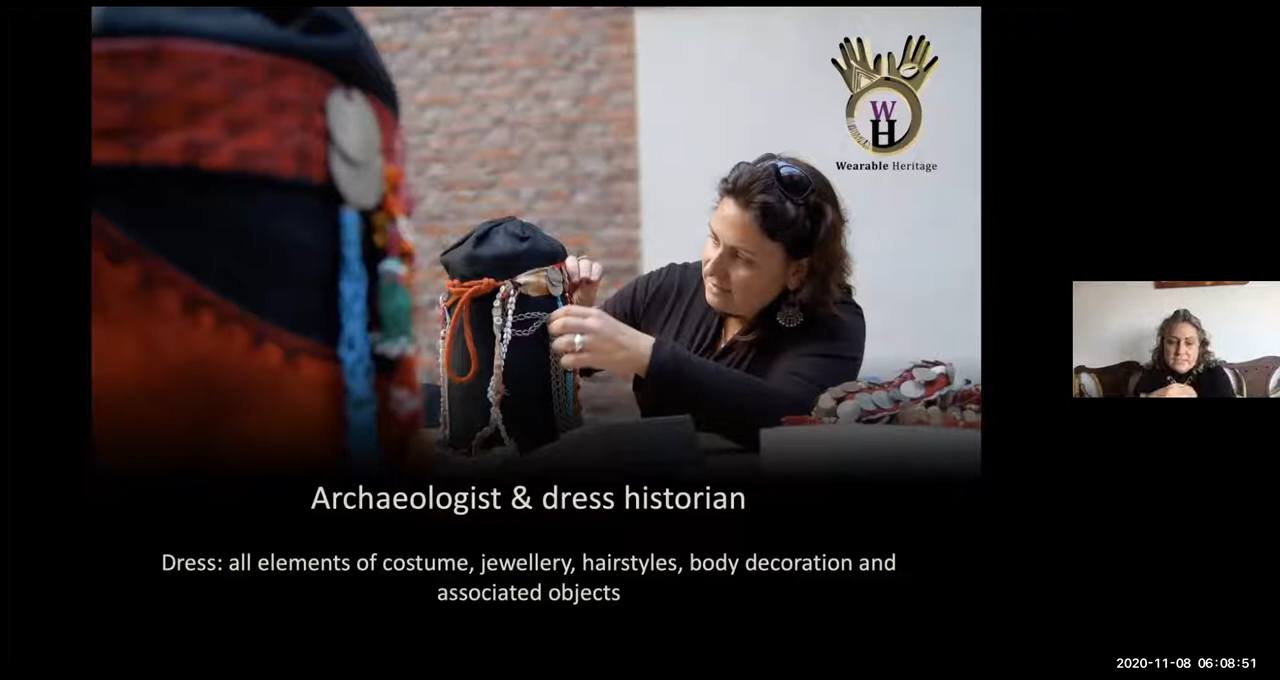 WH
Wearable Heritage
Archaeologist & dress historian
Dress: all elements of costume, jewellery, hairstyles, body decoration and
associated objects
2020-11-08 06:08:51